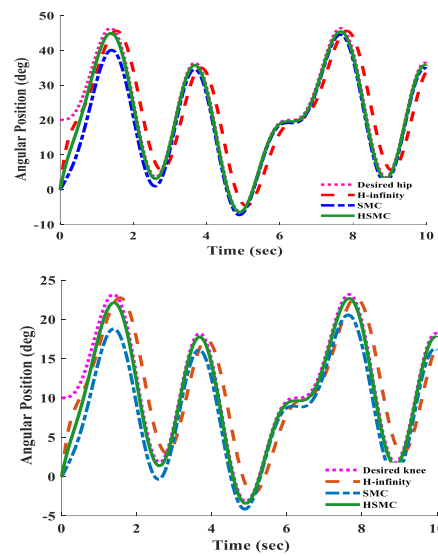 50
40
30
20
10
0
-10
Angular Position (deg)
Desired hip
H-infinity
SMC
HSMC
0 2 4 6 8 10
Time (sec)
25
20
15
10
5
0
-5
Angular Position (deg)
Desired knee
H-infinity
SMC
HSMC
0 2 4 6 8 10
Time (sec)